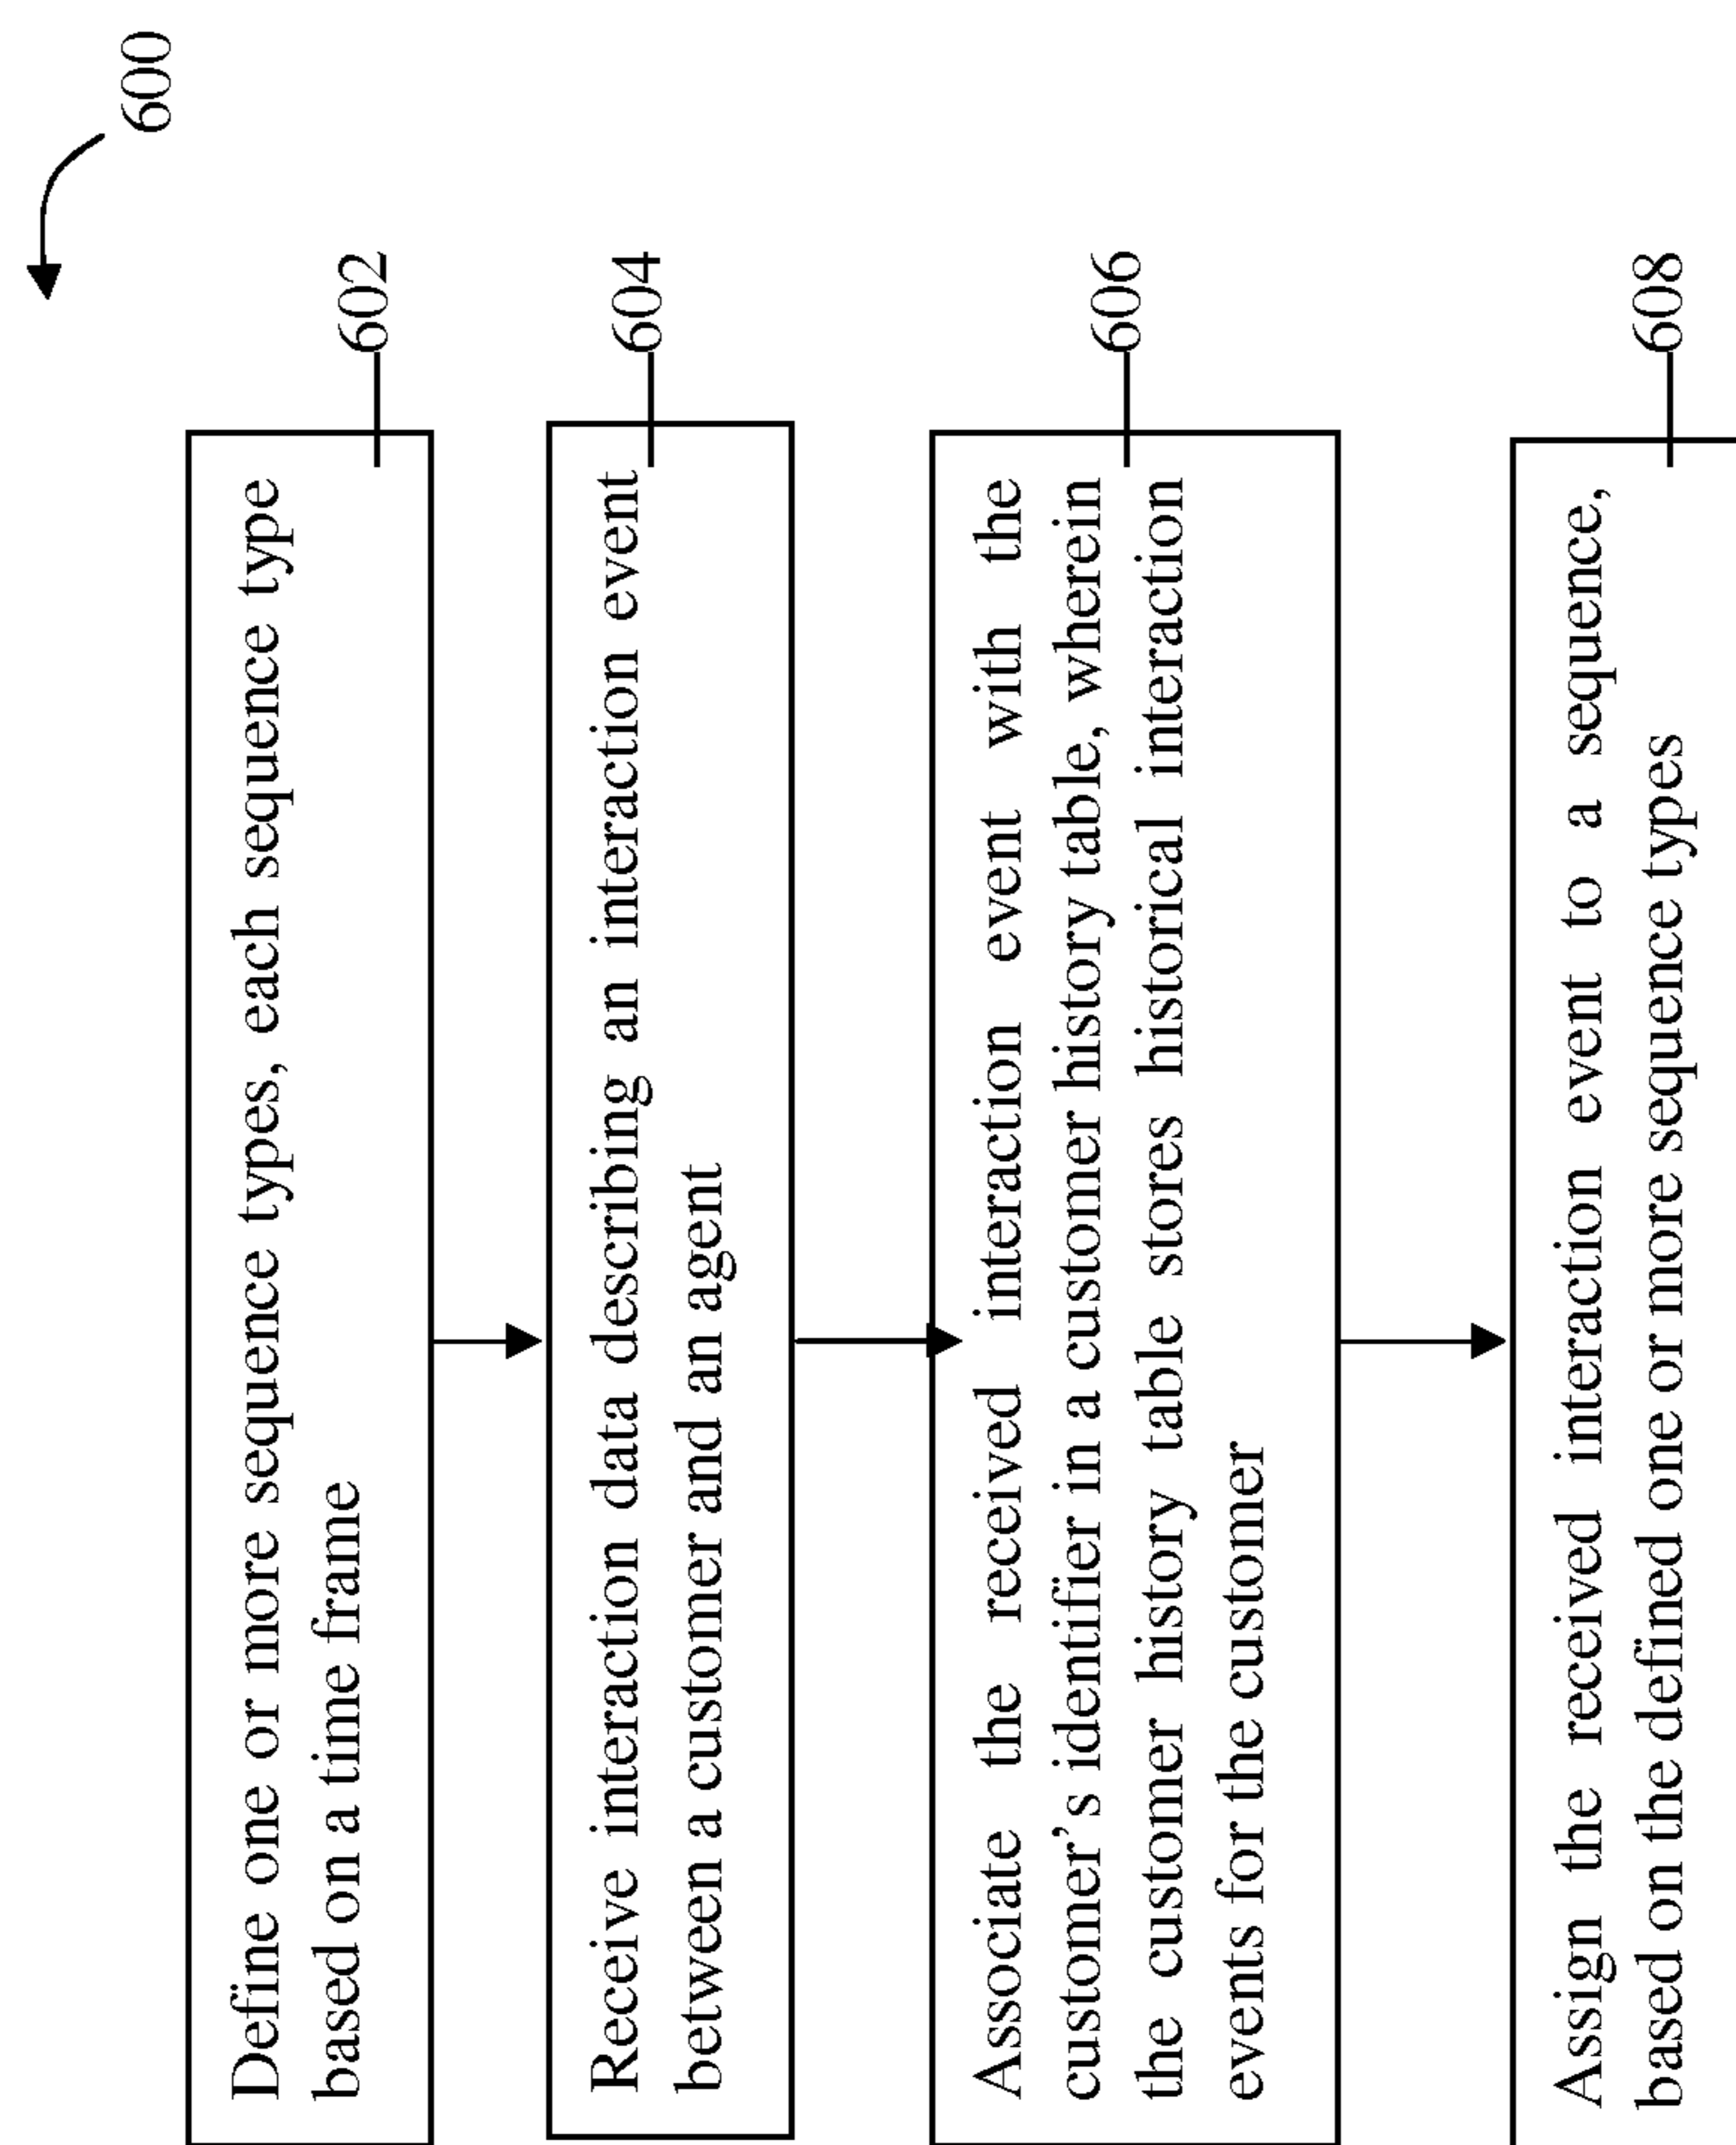 600
Define one or more sequence types, each sequence type
based on a time frame
602
Receive interaction data describing an interaction event
between a customer and an agent
604
Associate the received interaction event with the
customer’s identifier in a customer history table, wherein
the customer history table stores historical interaction
events for the customer
606
Assign the received interaction event to a sequence,
based on the defined one or more sequence types
608